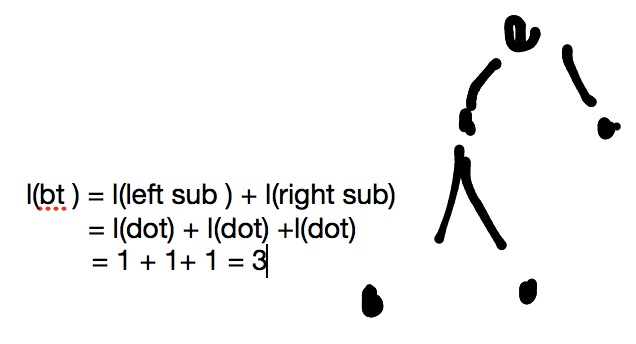 l(bt ) = l(left sub ) + l(right sub)
= l(dot) + l(dot) +l(dot)
= 1 + 1+ 1 = 3